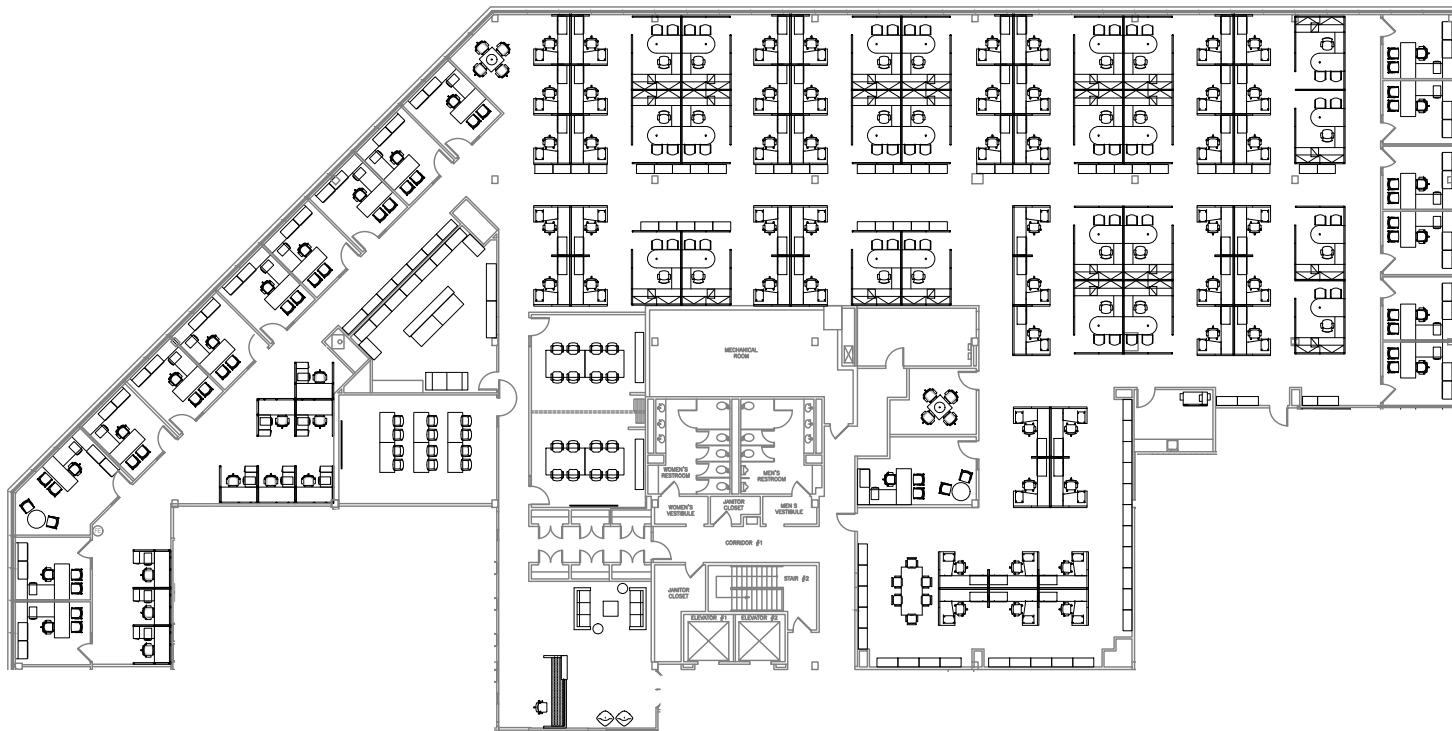 MECHANICAL
ROOM
WOMEN'S
RESTROOM
MEN'S
RESTROOM
WOMEN'S
VESTIBULE
JANITOR
CLOSET
MEN S
VESTIBULE
CORRIDOR #1
JANITOR
CLOSET
STAIR #2
ELEVATOR #1
ELEVATOR #2